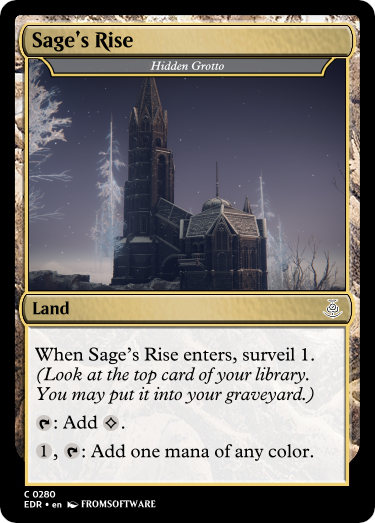 Sage's Rise
Hidden Grotto
Land
When Sage's Rise enters, surveil 1.
(Look at the top card of your library.
You may put it into your graveyard.)
: Add .
1, : Add one mana of any color.
C 0280
EDR • en FROMSOFTWARE